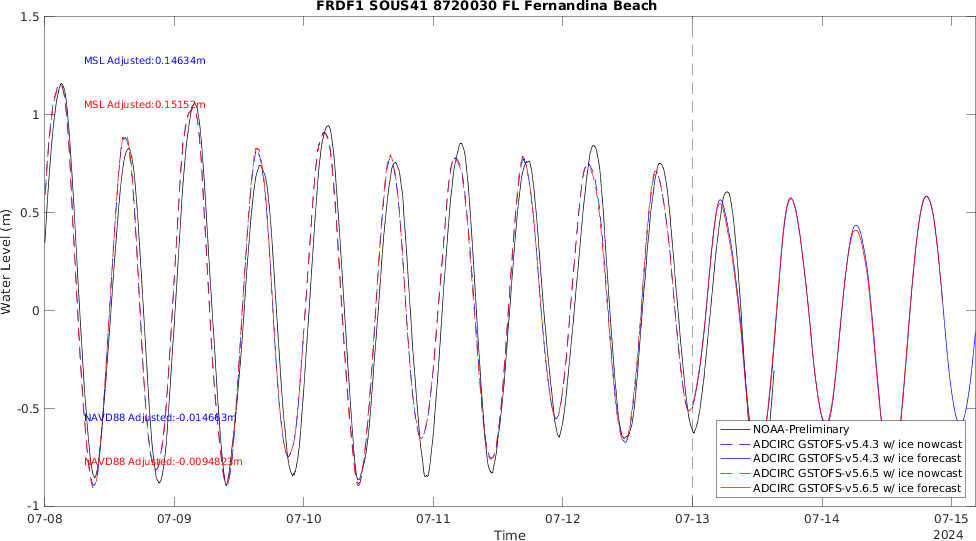 FRDF1 SOUS41 8720030 FL Fernandina Beach
1.5
1
0.5
0
-0.5
-1
Water Level (m)
MSL Adjusted:0.14634m
MSL Adjusted:0.15152m
NAVD88 Adjusted:-0.014663m
NAVD88 Adjusted:-0.0094823m
NOAA-Preliminary
ADCIRC GSTOFS-v5.4.3 w/ ice nowcast
ADCIRC GSTOFS-v5.4.3 w/ ice forecast
ADCIRC GSTOFS-v5.6.5 w/ ice nowcast
ADCIRC GSTOFS-v5.6.5 w/ ice forecast
07-08 07-09 07-10 07-11 07-12 07-13 07-14 07-15
Time
2024